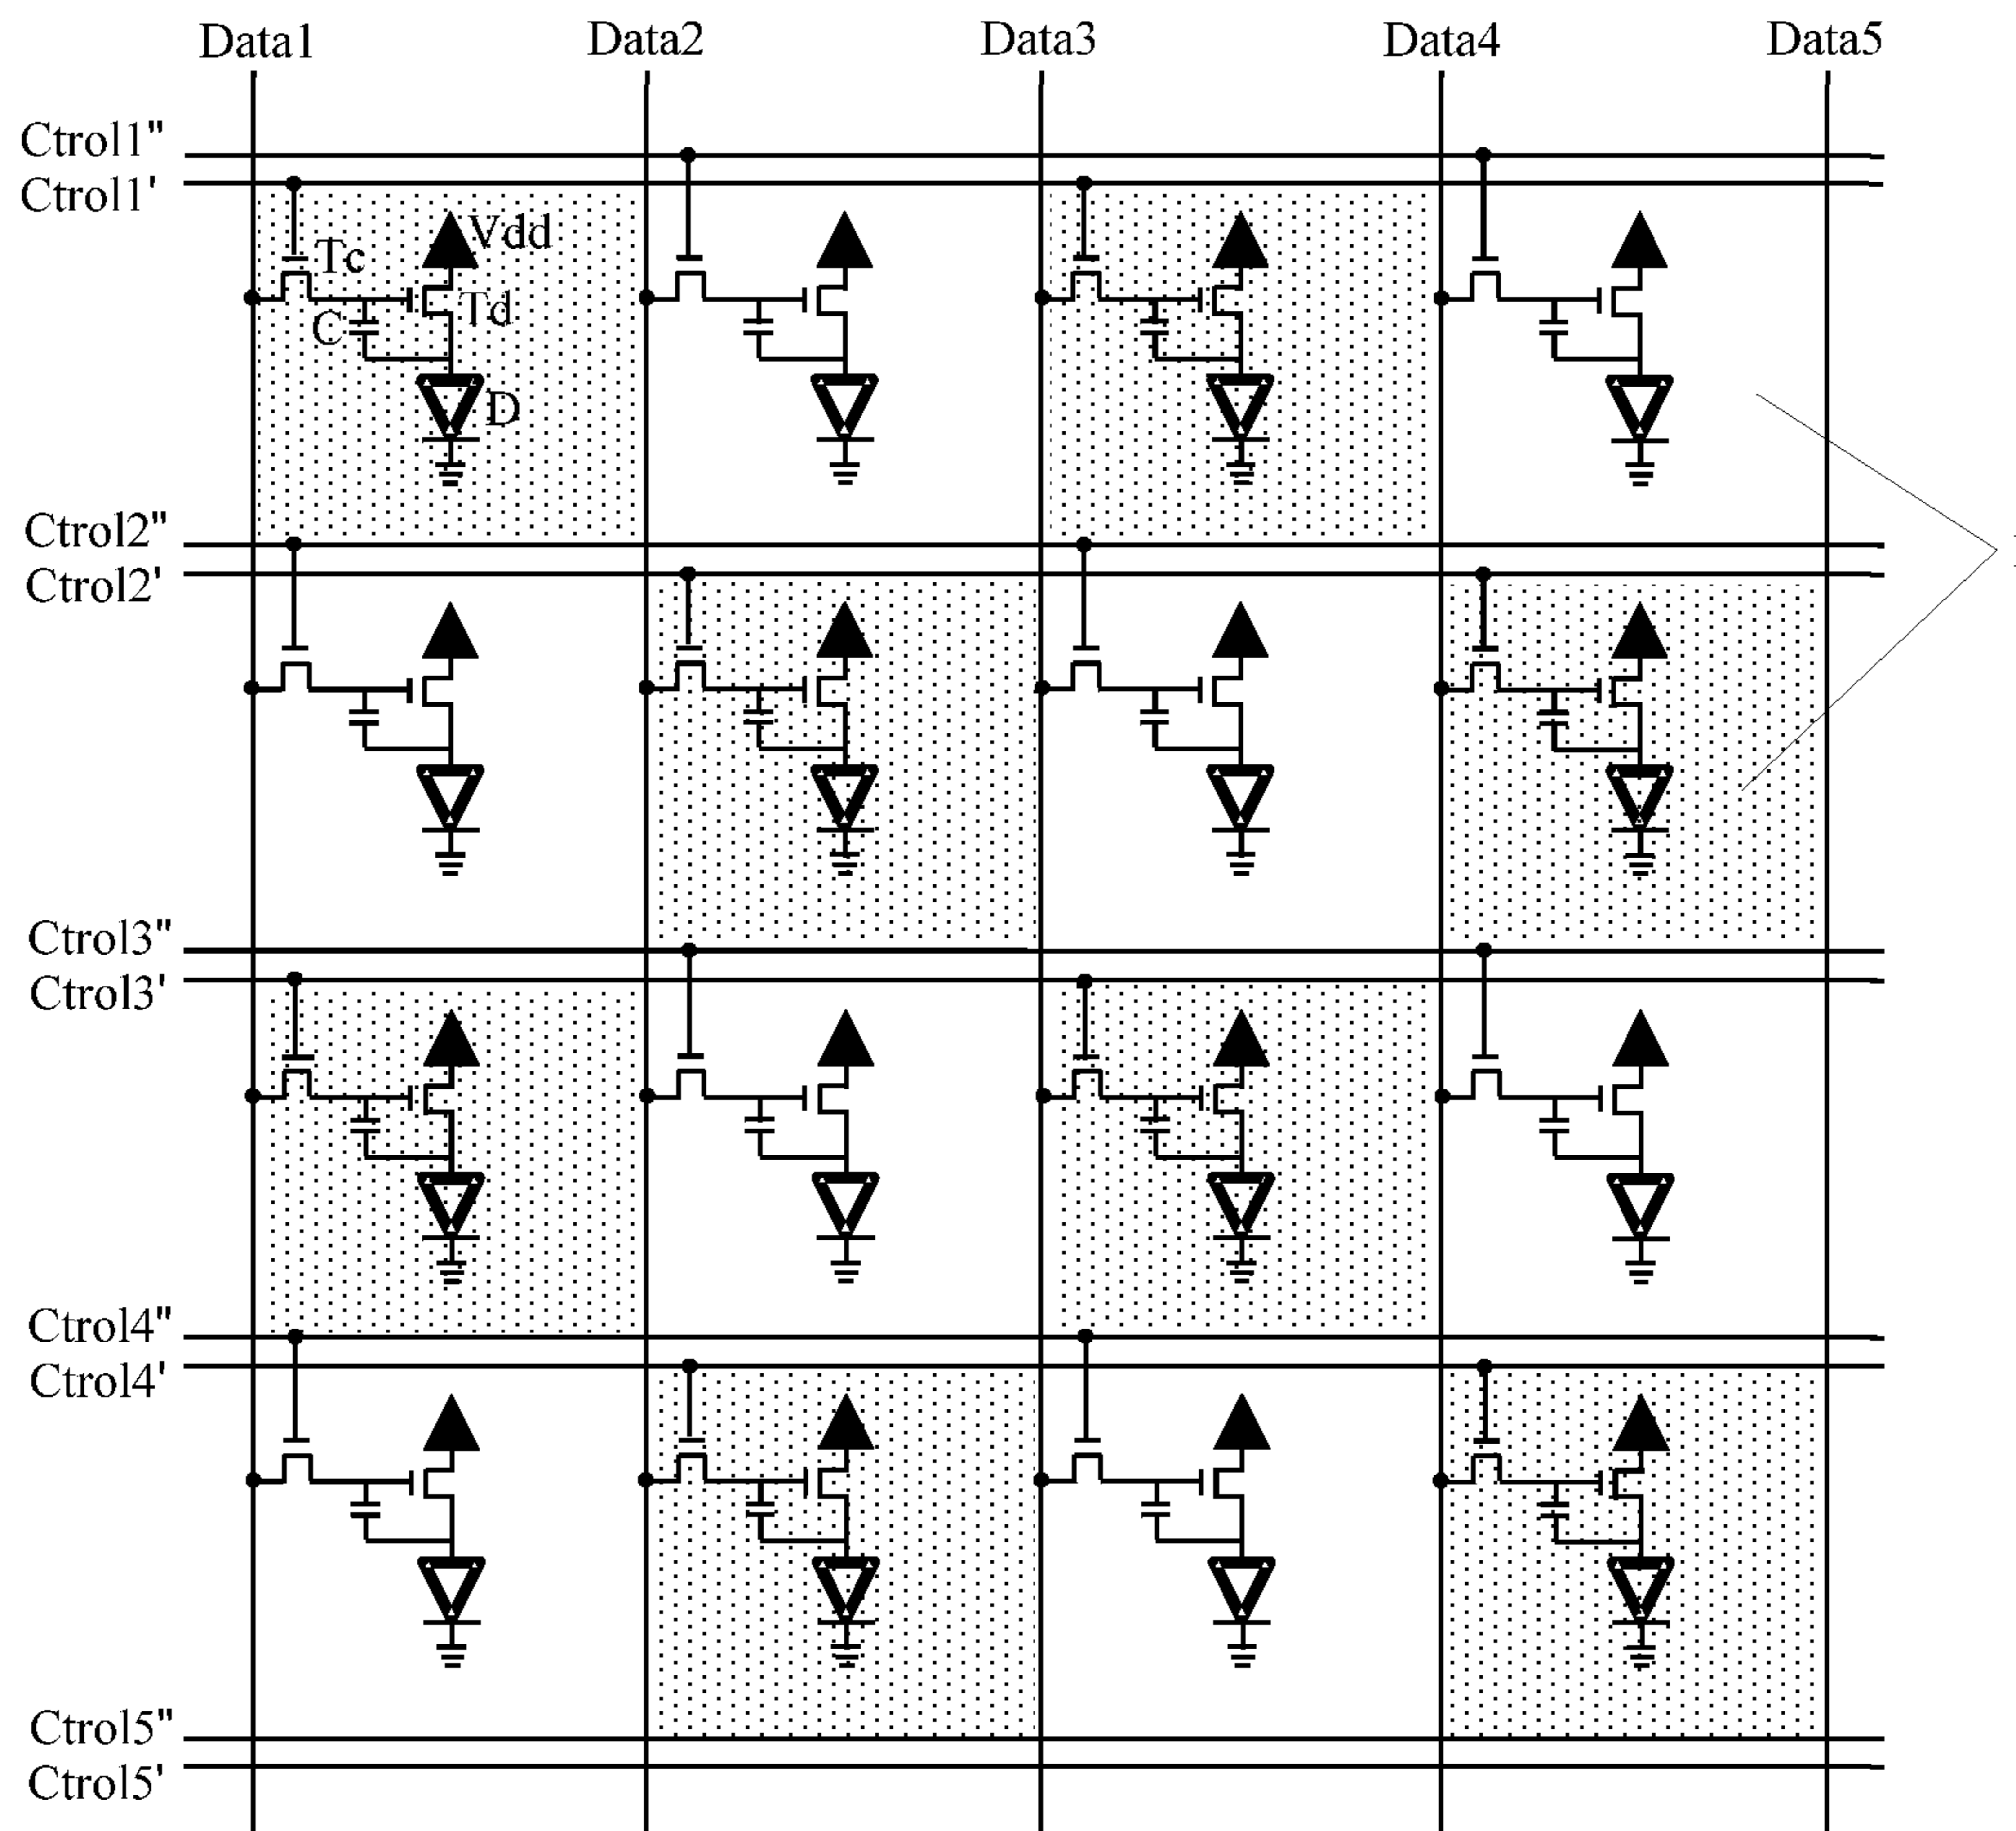 Data1 Data2 Data3 Data4 Data5
Ctrol1"
Ctrol1'
Vdd
Tc
Td
C
D
Ctrol2"
Ctrol2'
Ctrol3"
Ctrol3'
Ctrol4"
Ctrol4'
Ctrol5"
Ctrol5'